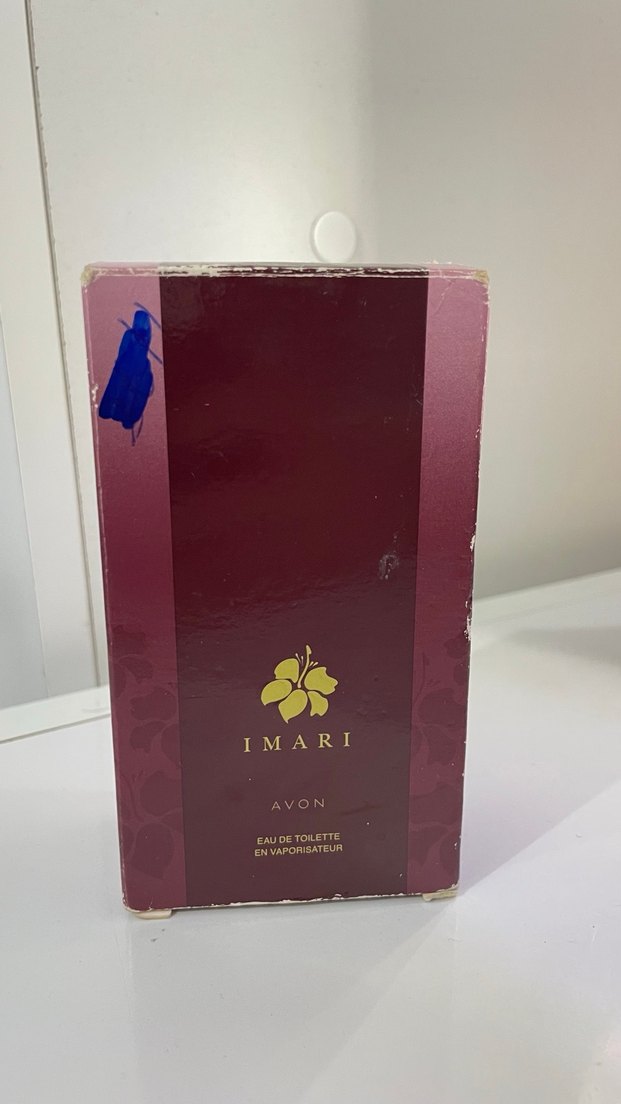 IMARI
AVON
EAU DE TOILETTE
EN VAPORISATEUR